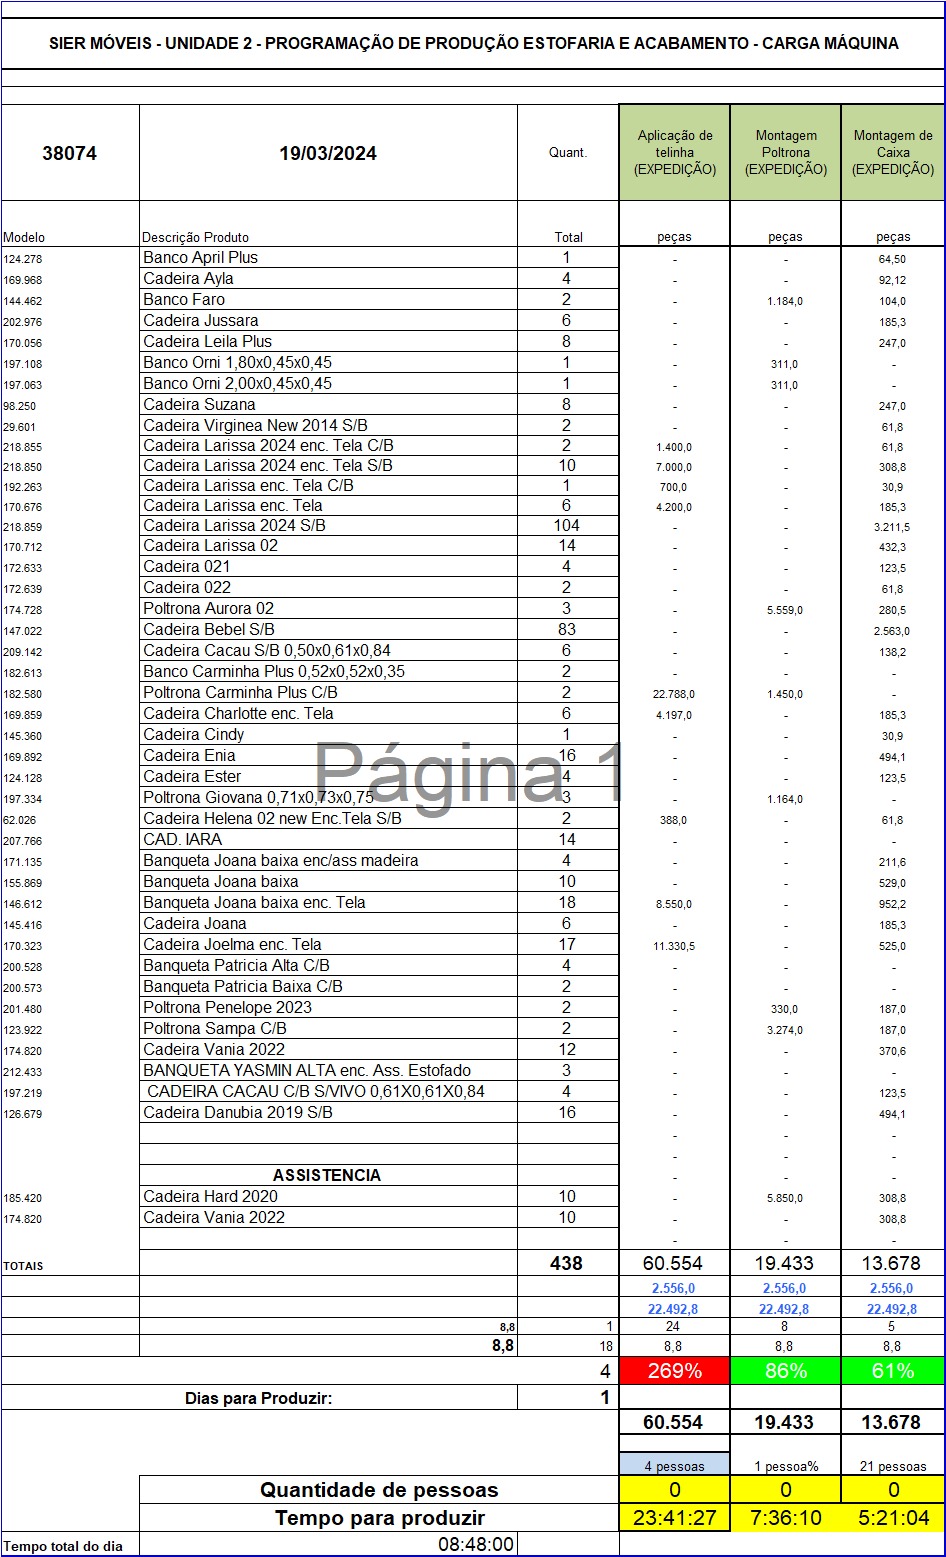 SIER MÓVEIS - UNIDADE 2 - PROGRAMAÇÃO DE PRODUÇÃO ESTOFARIA E ACABAMENTO - CARGA MÁQUINA
38074 19/03/2024 Quant. Aplicação de telinha (EXPEDIÇÃO) Montagem Poltrona (EXPEDIÇÃO) Montagem de Caixa (EXPEDIÇÃO)
Modelo Descrição Produto Total peças peças peças
124.278 Banco April Plus 1 - - 64,50
169.968 Cadeira Ayla 4 - - 92,12
144.462 Banco Faro 2 - 1.184,0 104,0
202.976 Cadeira Jussara 6 - - 185,3
170.056 Cadeira Leila Plus 8 - - 247,0
197.108 Banco Orni 1,80x0,45x0,45 1 - 311,0 -
197.063 Banco Orni 2,00x0,45x0,45 1 - 311,0 -
98.250 Cadeira Suzana 8 - - 247,0
29.601 Cadeira Virginea New 2014 S/B 2 - - 61,8
218.855 Cadeira Larissa 2024 enc. Tela C/B 2 1.400,0 - 61,8
218.850 Cadeira Larissa 2024 enc. Tela S/B 10 7.000,0 - 308,8
192.263 Cadeira Larissa enc. Tela C/B 1 700,0 - 30,9
170.676 Cadeira Larissa enc. Tela 6 4.200,0 - 185,3
218.859 Cadeira Larissa 2024 S/B 104 - - 3.211,5
170.712 Cadeira Larissa 02 14 - - 432,3
172.633 Cadeira 021 4 - - 123,5
172.639 Cadeira 022 2 - - 61,8
174.728 Poltrona Aurora 02 3 - 5.559,0 280,5
147.022 Cadeira Bebel S/B 83 - - 2.563,0
209.142 Cadeira Cacau S/B 0,50x0,61x0,84 6 - - 138,2
182.613 Banco Carminha Plus 0,52x0,52x0,35 2 - - -
182.580 Poltrona Carminha Plus C/B 2 22.788,0 1.450,0 -
169.859 Cadeira Charlotte enc. Tela 6 4.197,0 - 185,3
145.360 Cadeira Cindy 1 - - 30,9
169.892 Cadeira Enia 16 - - 494,1
124.128 Cadeira Ester 4 - - 123,5
Página 1
197.334 Poltrona Giovana 0,71x0,73x0,75 3 - 1.164,0 -
62.026 Cadeira Helena 02 new Enc.Tela S/B 2 388,0 - 61,8
207.766 CAD. IARA 14 - - -
171.135 Banqueta Joana baixa enc/ass madeira 4 - - 211,6
155.869 Banqueta Joana baixa 10 - - 529,0
146.612 Banqueta Joana baixa enc. Tela 18 8.550,0 - 952,2
145.416 Cadeira Joana 6 - - 185,3
170.323 Cadeira Joelma enc. Tela 17 11.330,5 - 525,0
200.528 Banqueta Patricia Alta C/B 4 - - -
200.573 Banqueta Patricia Baixa C/B 2 - - -
201.480 Poltrona Penelope 2023 2 - 330,0 187,0
123.922 Poltrona Sampa C/B 2 - 3.274,0 187,0
174.820 Cadeira Vania 2022 12 - - 370,6
212.433 BANQUETA YASMIN ALTA enc. Ass. Estofado 3 - - -
197.219 CADEIRA CACAU C/B S/VIVO 0,61X0,61X0,84 4 - - 123,5
126.679 Cadeira Danubia 2019 S/B 16 - - 494,1
- - -
- - -
ASSISTENCIA - - -
185.420 Cadeira Hard 2020 10 - 5.850,0 308,8
174.820 Cadeira Vania 2022 10 - - 308,8
- - -
TOTAIS 438 60.554 19.433 13.678
2.556,0 2.556,0 2.556,0
22.492,8 22.492,8 22.492,8
8,8 1 24 8 5
8,8 18 8,8 8,8 8,8
4 269% 86% 61%
Dias para Produzir: 1
60.554 19.433 13.678
4 pessoas 1 pessoa% 21 pessoas
Quantidade de pessoas 0 0 0
Tempo para produzir 23:41:27 7:36:10 5:21:04
Tempo total do dia 08:48:00